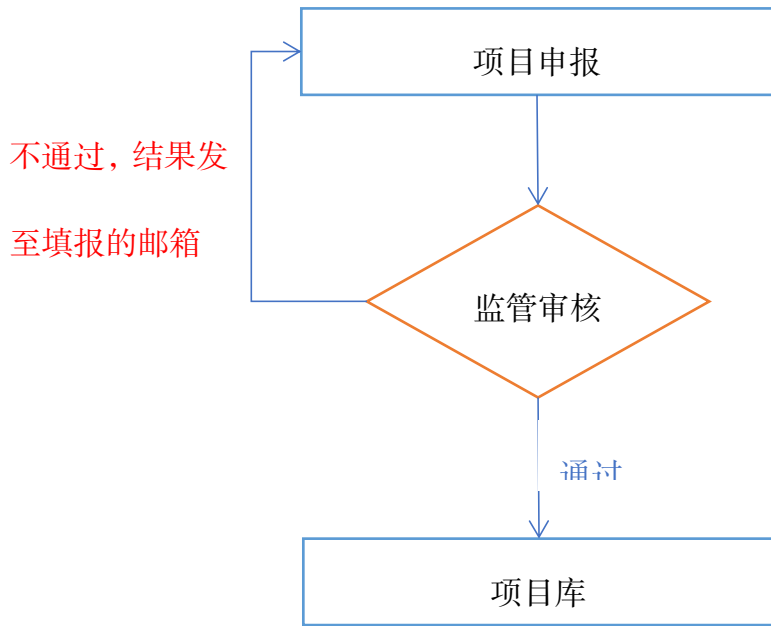 项目申报
不通过，结果发
至填报的邮箱
监管审核
通过
项目库